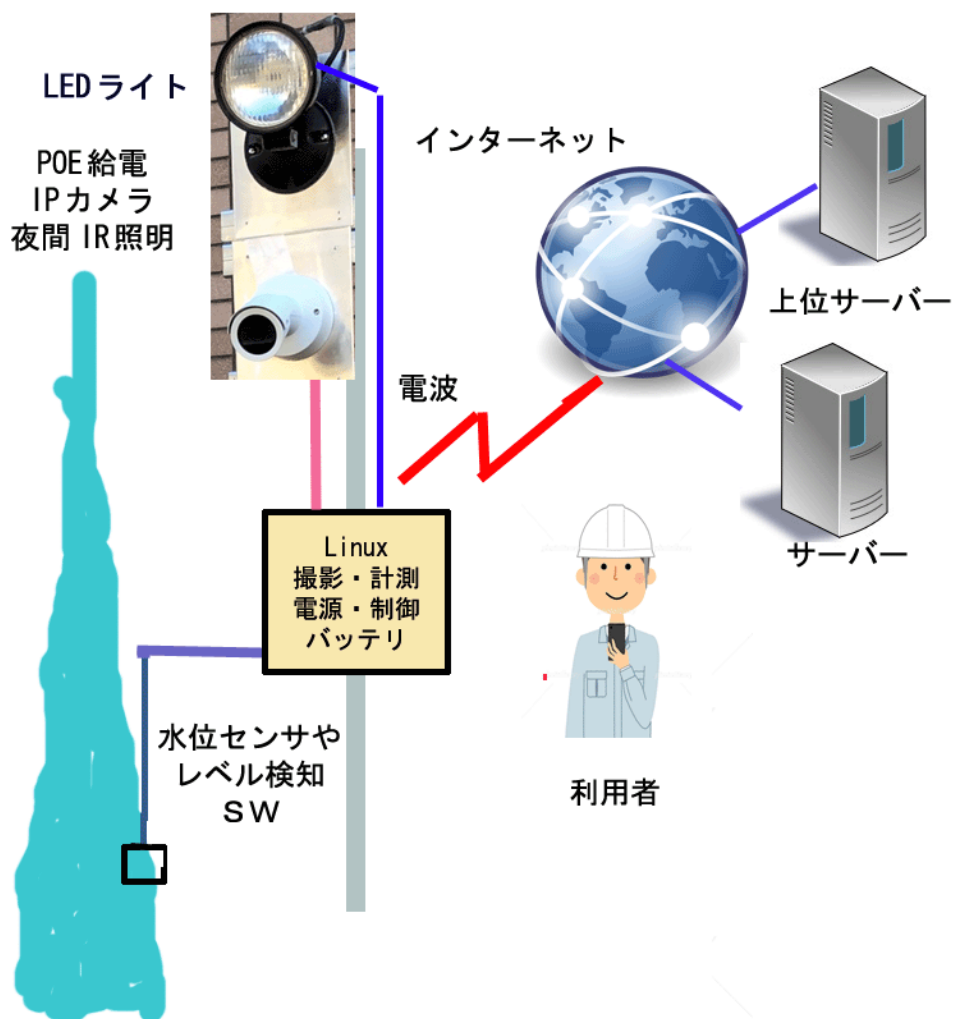 LEDライト
POE給電
IPカメラ
夜間IR照明
インターネット
上位サーバー
電波
サーバー
Linux
撮影・計測
電源・制御
バッテリ
水位センサや
レベル検知
SW
利用者